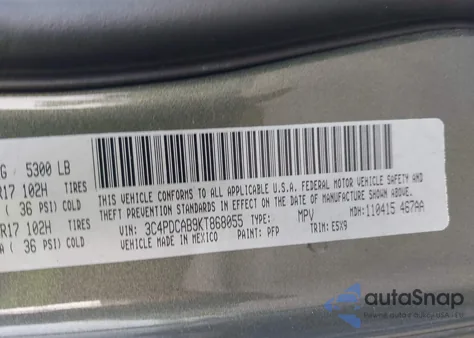 G 5300 LB
R17 102H TIRES
( 36 PSI) COLD
R17 102H TIRES
A ( 36 PSI) COLD
THIS VEHICLE CONFORMS TO ALL APPLICABLE U.S.A. FEDERAL MOTOR VEHICLE SAFETY AND
THEFT PREVENTION STANDARDS IN EFFECT ON THE DATE OF MANUFACTURE SHOWN ABOVE.
VIN: 3C4PDCAB9KT868055 TYPE: MPV MDH: 110415 467AA
VEHICLE MADE IN MEXICO PAINT: PFP TRIM: ESX9
autoSnap